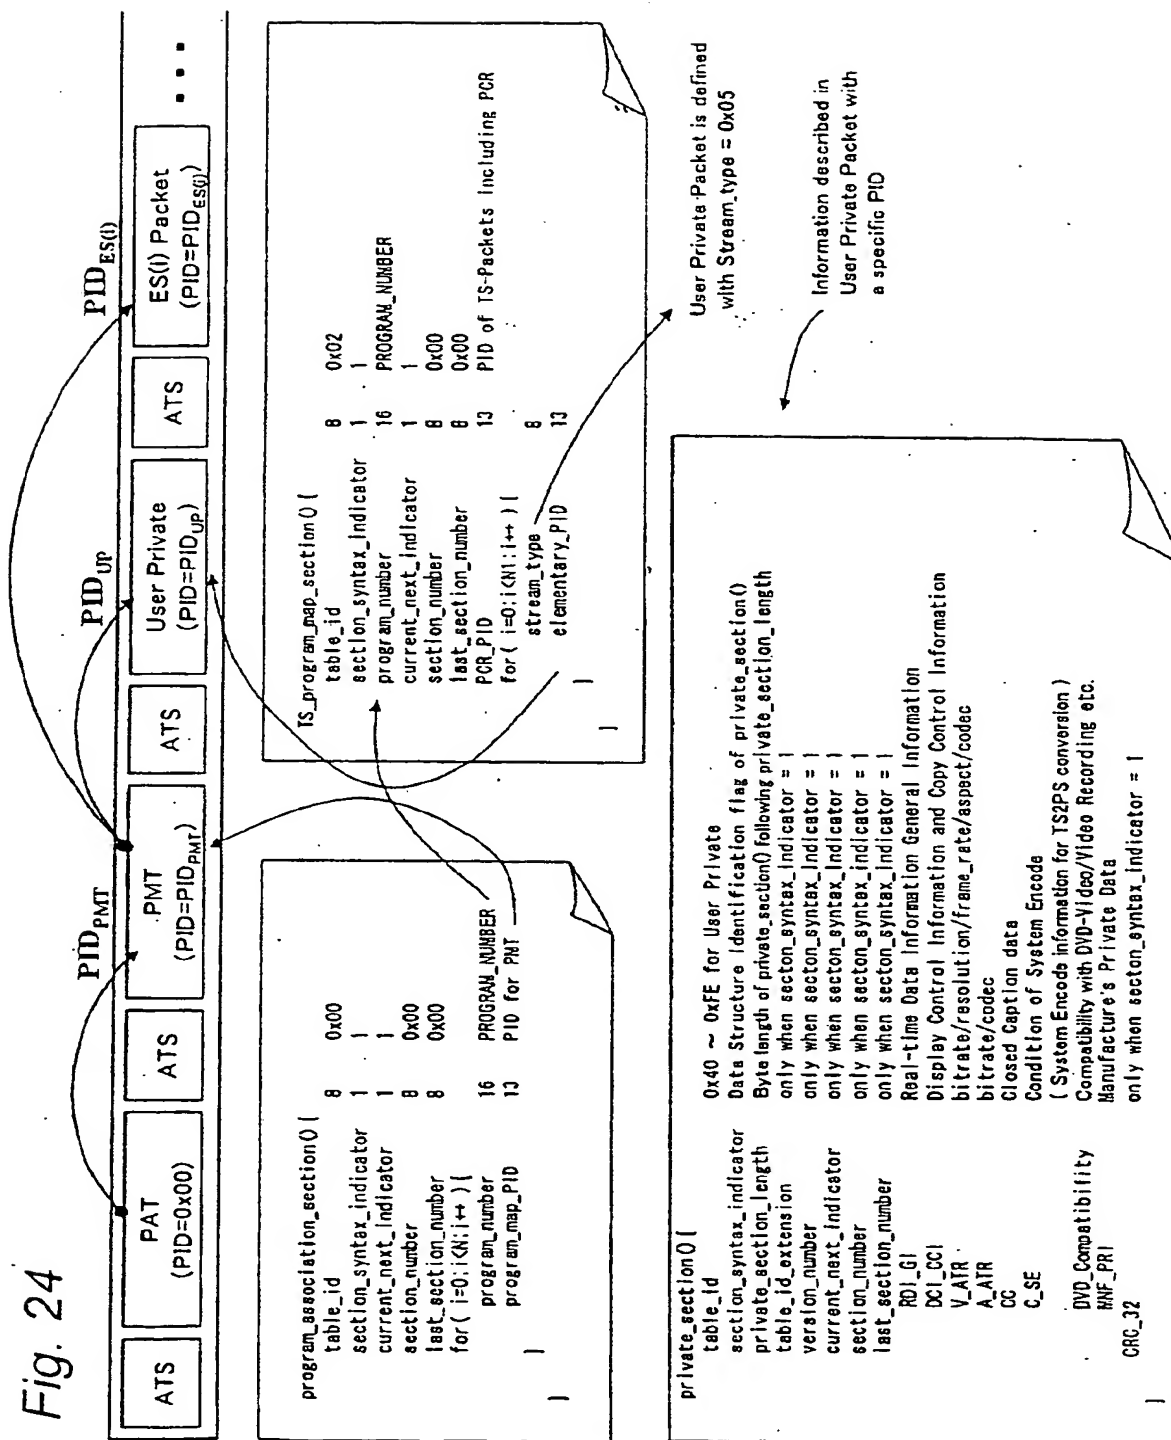 Fig. 24
PID_PMT
PID_UP
PID_ES(i)
ATS
PAT
(PID=0x00)
ATS
PMT
(PID=PID_PMT)
ATS
User Private
(PID=PID_UP)
ATS
ES(i) Packet
(PID=PID_ES(i))
...
program_association_section() {
table_id 8 0x00
section_syntax_indicator 1 1
current_next_indicator 1 1
section_number 8 0x00
last_section_number 8 0x00
for( i=0;i<N;i++ ) {
program_number 16 PROGRAM_NUMBER
program_map_PID 13 PID for PMT
}
}
TS_program_map_section() {
table_id 8 0x02
section_syntax_indicator 1 1
program_number 16 PROGRAM_NUMBER
current_next_indicator 1 1
section_number 8 0x00
last_section_number 8 0x00
PCR_PID 13 PID of TS-Packets Including PCR
for( i=0;i<N1;i++ ) {
stream_type 8
elementary_PID 13
}
}
User Private Packet is defined
with Stream_type = 0x05
Information described in
User Private Packet with
a specific PID
private_section() {
table_id 0x40 ~ 0xFE for User Private
section_syntax_indicator Data Structure Identification flag of private_section()
private_section_length Byte length of private_section() following private_section_length
table_id_extension only when secton_syntax_indicator = 1
version_number only when secton_syntax_indicator = 1
current_next_indicator only when secton_syntax_indicator = 1
section_number only when secton_syntax_indicator = 1
last_section_number only when secton_syntax_indicator = 1
RDI_GI Real-time Data Information General Information
DCI_CCI Display Control Information and Copy Control Information
V_ATR bitrate/resolution/frame_rate/aspect/codec
A_ATR bitrate/codec
CC Closed Caption data
C_SE Condition of System Encode
( System Encode information for TS2PS conversion )
DVD_Compatibility Compatibility with DVD-Video/Video Recording etc.
MNF_PRI Manufacture's Private Data
CRC_32 only when secton_syntax_indicator = 1
}